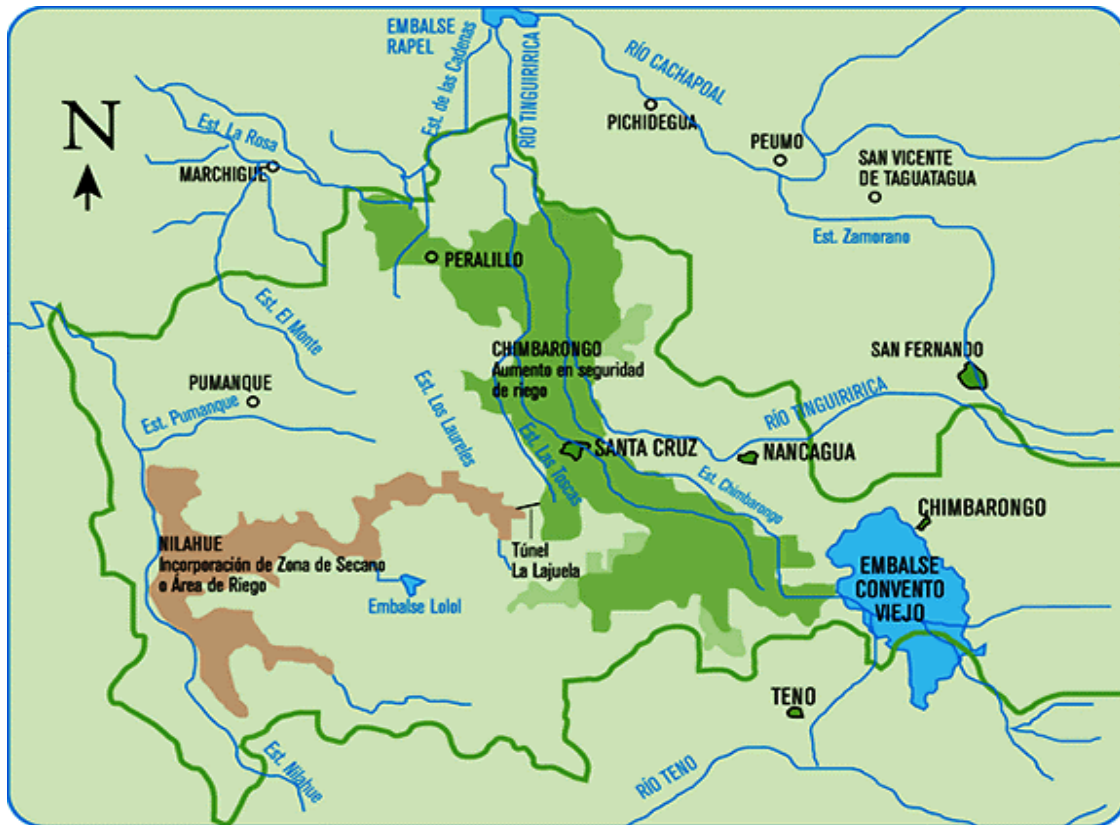 EMBALSE
RAPEL
Est. de las Cadenas
RÍO TINGUIRIRICA
RÍO CACHAPOAL
N
Est. La Rosa
MARCHIGUE
PICHIDEGUA
PEUMO
SAN VICENTE
DE TAGUATAGUA
Est. Zamorano
PERALILLO
Est. El Monte
CHIMBARONGO
Aumento en seguridad
de riego
SAN FERNANDO
PUMANQUE
Est. Pumanque
Est. Los Laureles
Est. Las Toscas
SANTA CRUZ
RÍO TINGUIRIRICA
NANCAGUA
Est. Chimbarongo
CHIMBARONGO
NILAHUE
Incorporación de Zona de Secano
o Área de Riego
Túnel
La Lajuela
Embalse Lolol
EMBALSE
CONVENTO
VIEJO
TENO
Est. Nilahue
RÍO TENO